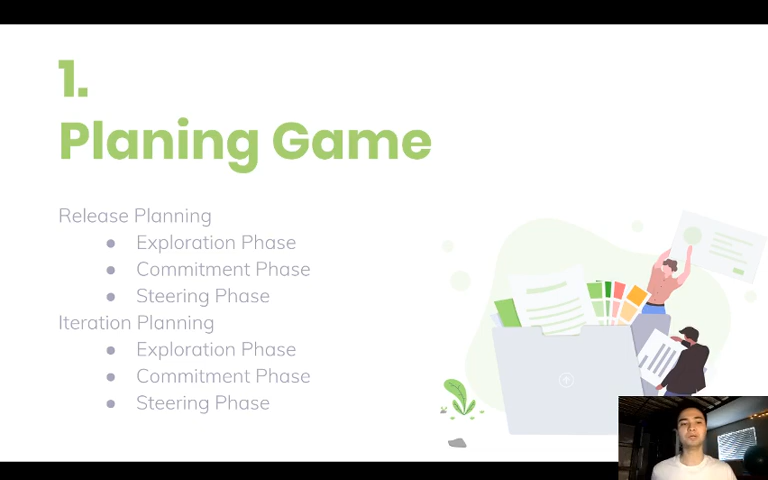 1.
Planing Game
Release Planning
● Exploration Phase
● Commitment Phase
● Steering Phase
Iteration Planning
● Exploration Phase
● Commitment Phase
● Steering Phase